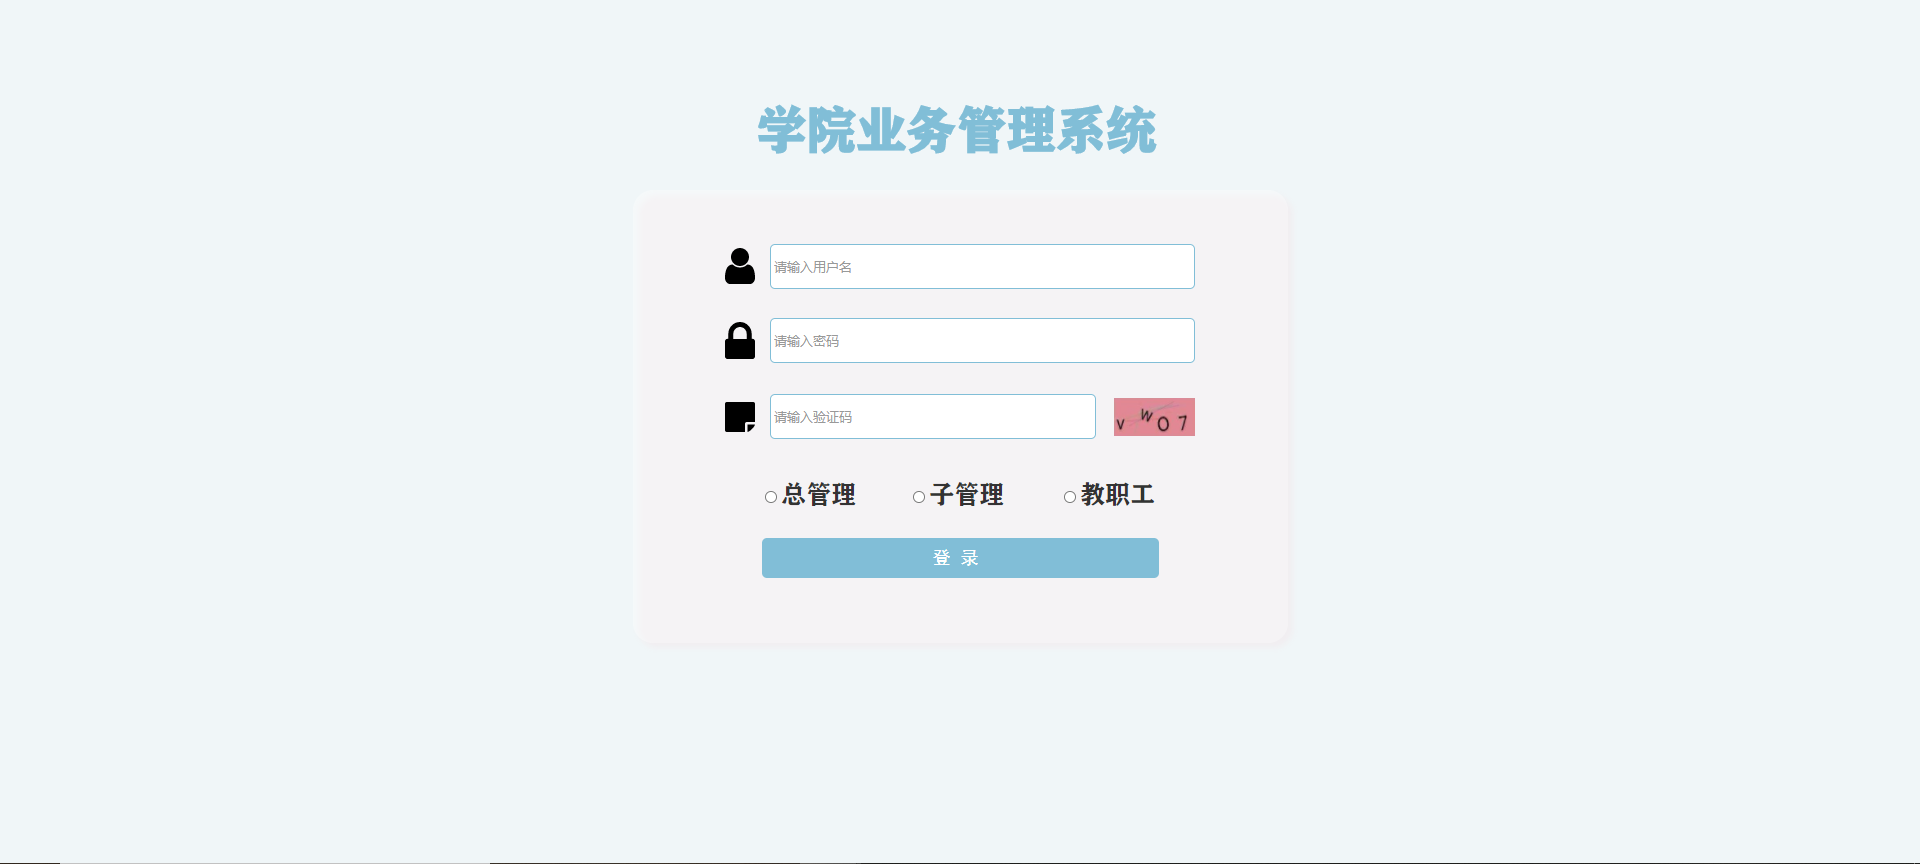 学院业务管理系统
请输入用户名
请输入密码
请输入验证码
V W O 7
总管理 子管理 教职工
登 录